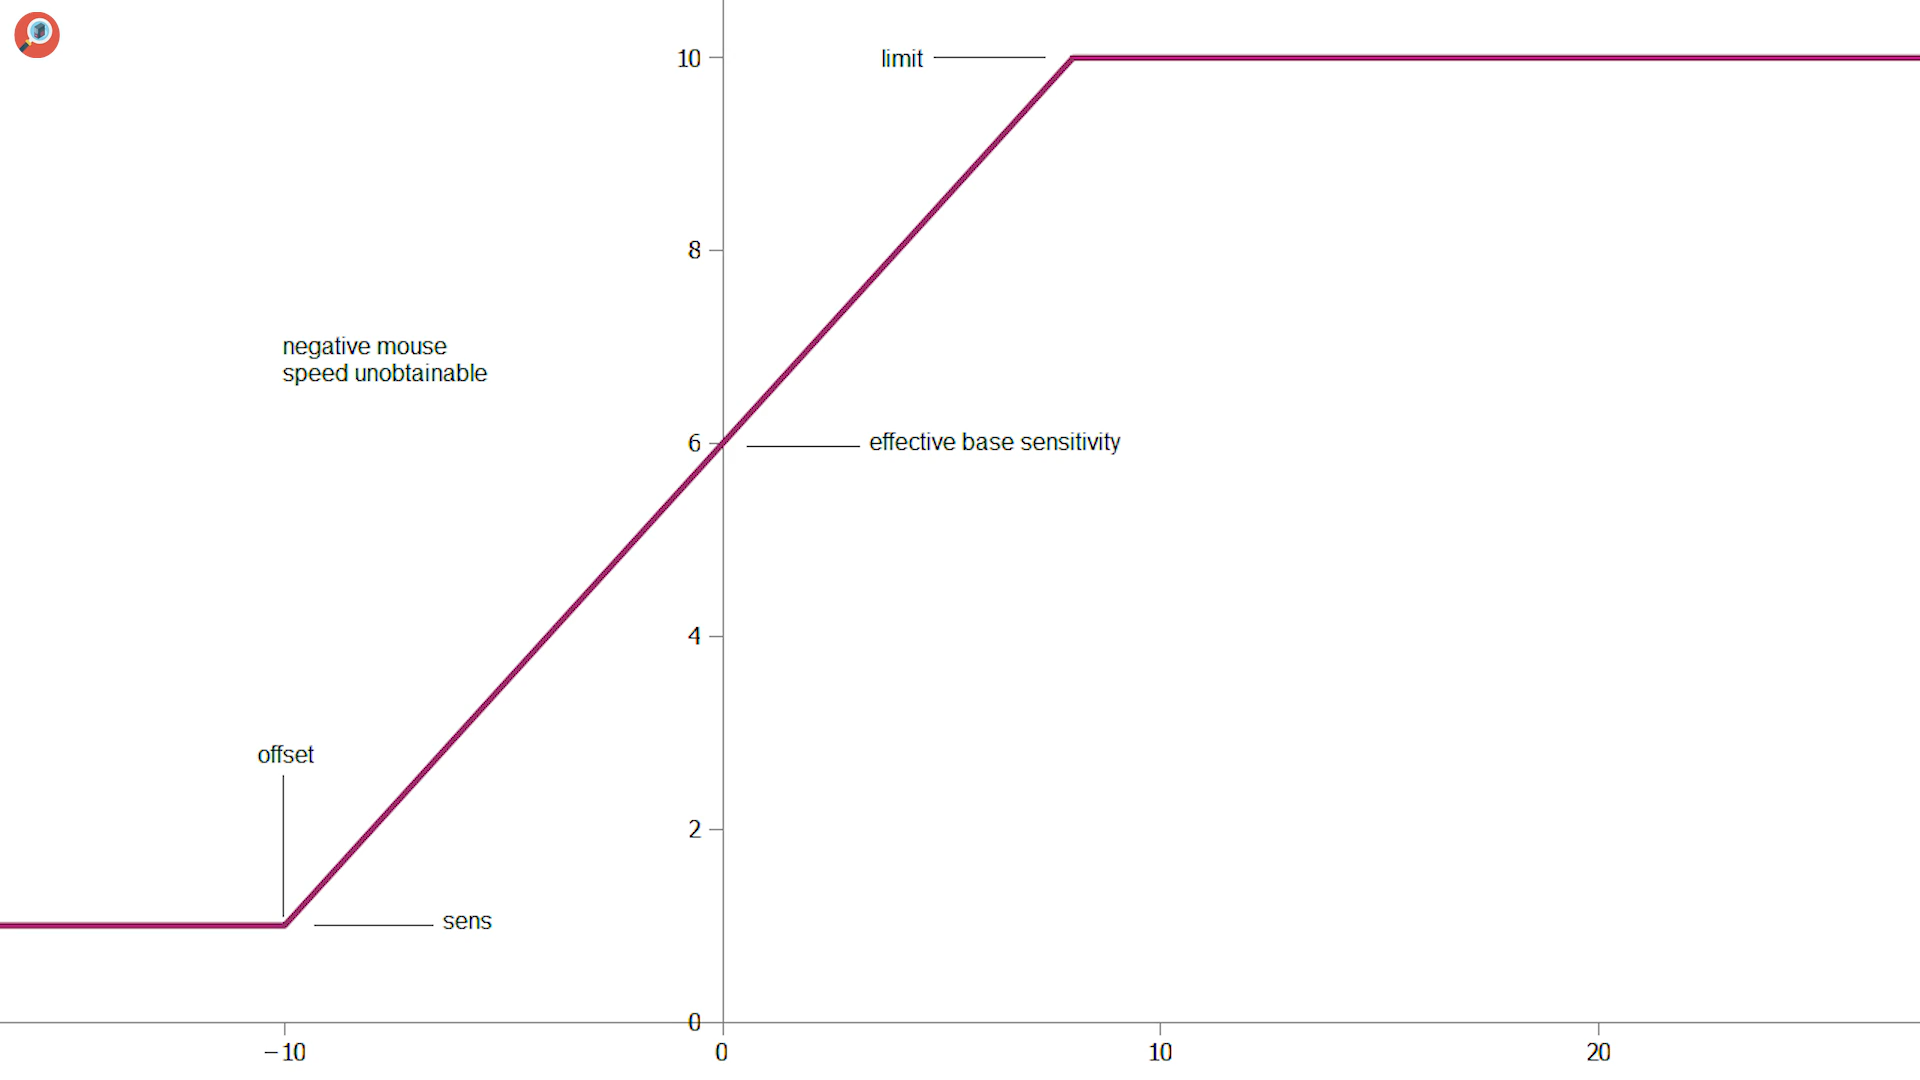 10
limit
8
negative mouse
speed unobtainable
6
effective base sensitivity
4
offset
2
sens
0
−10
0
10
20